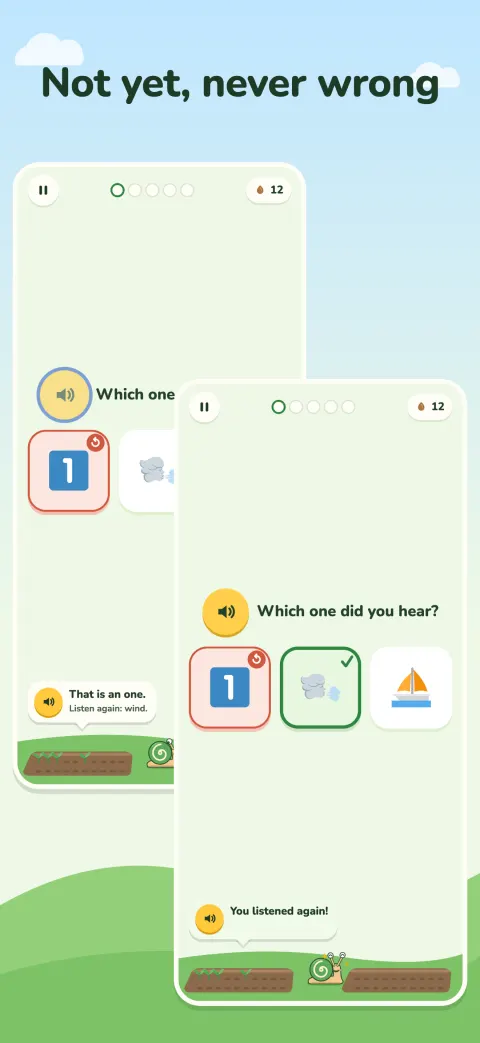 Not yet, never wrong
12
Which one
1
That is an one.
Listen again: wind.
12
Which one did you hear?
1
You listened again!